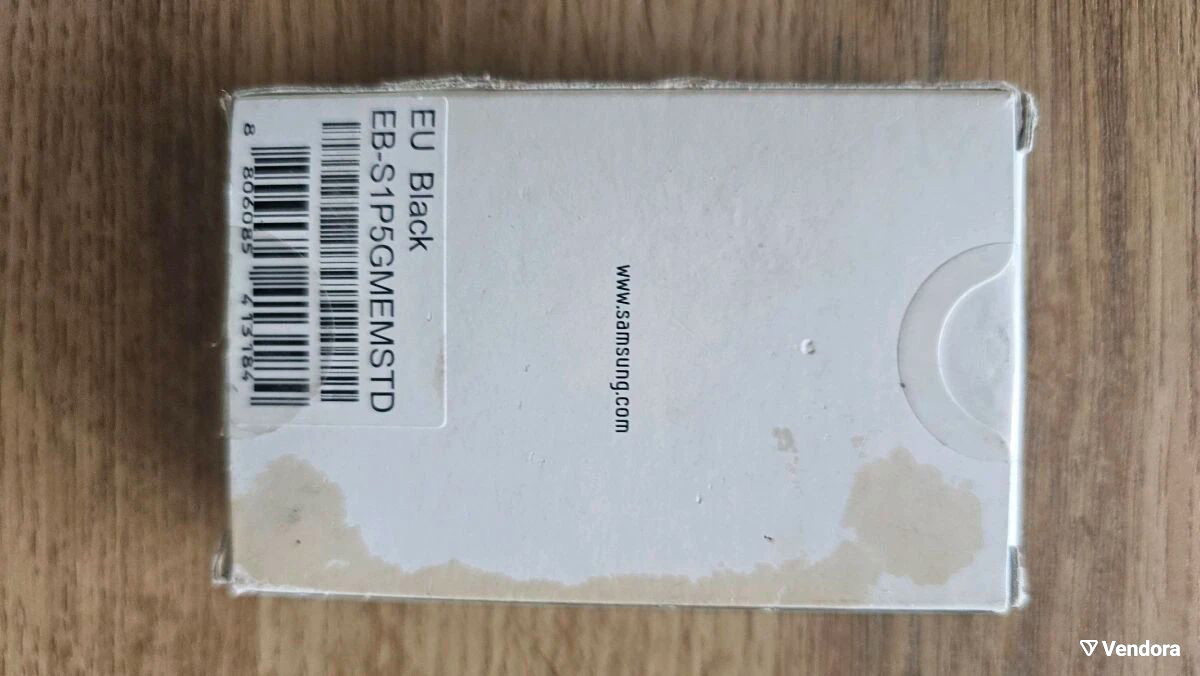 EU Black
EB-S1P5GMEMSTD
8 806085 413184
www.samsung.com
Vendora